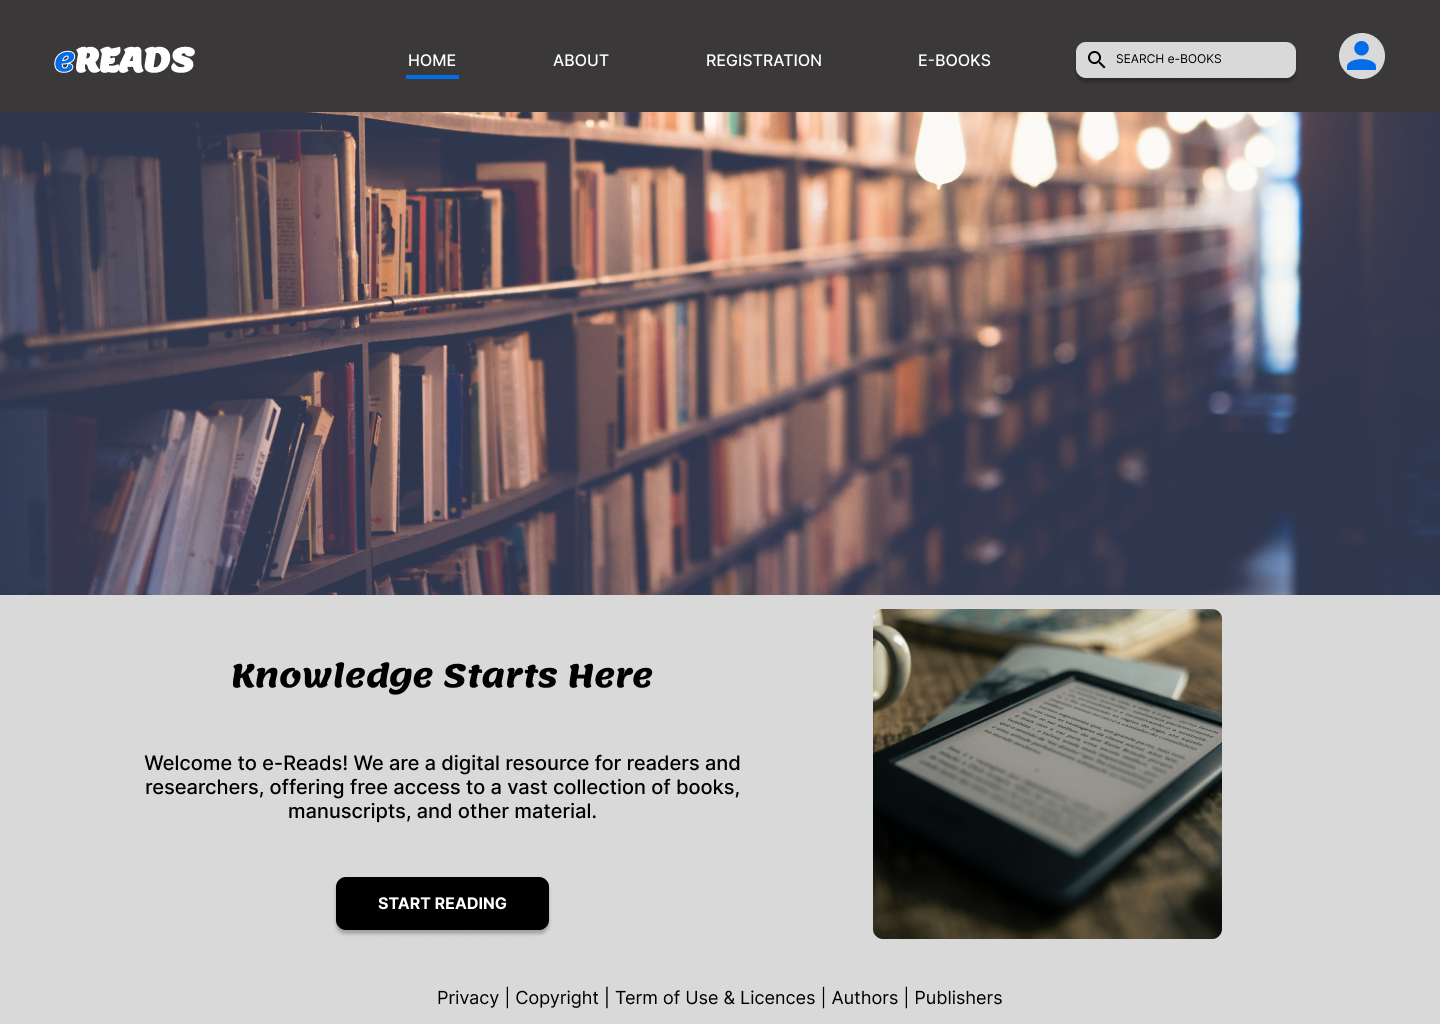 eREADS
HOME
ABOUT
REGISTRATION
E-BOOKS
SEARCH e-BOOKS
Knowledge Starts Here
Welcome to e-Reads! We are a digital resource for readers and
researchers, offering free access to a vast collection of books,
manuscripts, and other material.
START READING
Privacy | Copyright | Term of Use & Licences | Authors | Publishers